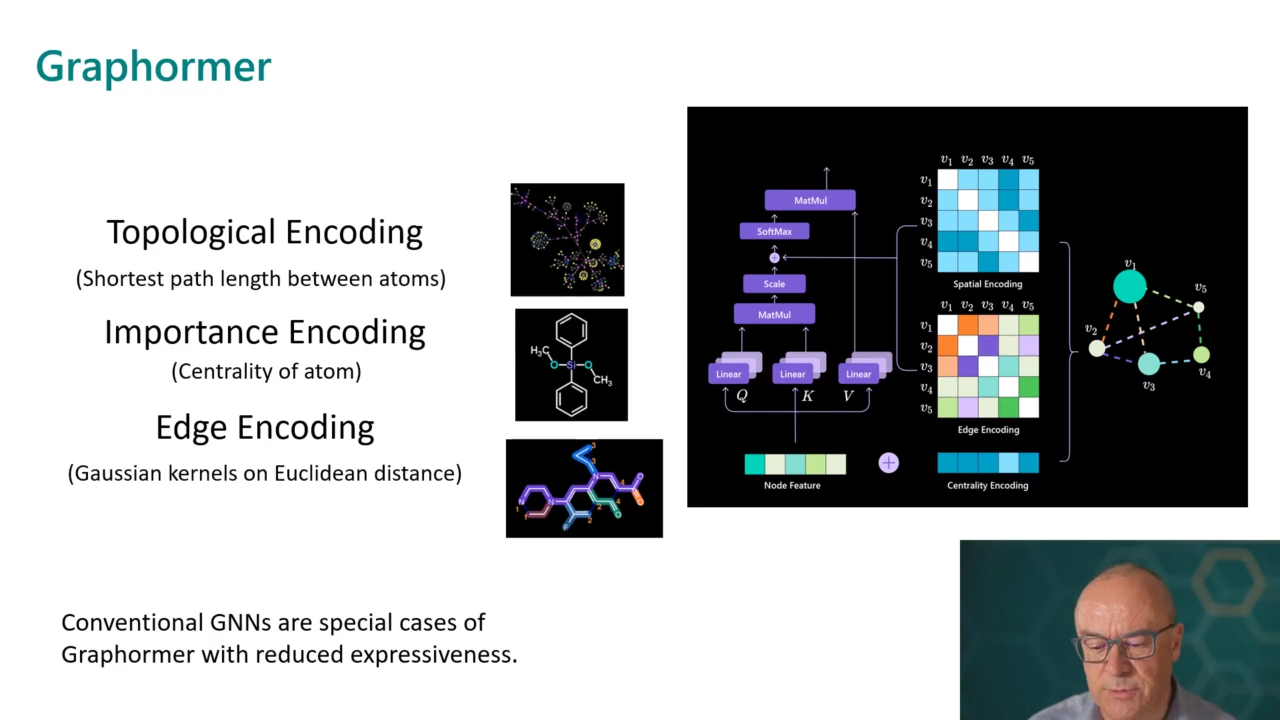 Graphormer
Topological Encoding
(Shortest path length between atoms)
Importance Encoding
(Centrality of atom)
Edge Encoding
(Gaussian kernels on Euclidean distance)
Conventional GNNs are special cases of
Graphormer with reduced expressiveness.
H₃C
O Si O
CH₃
MatMul
SoftMax
+
Scale
MatMul
Linear Linear Linear
Q K V
Node Feature
+
v₁ v₂ v₃ v₄ v₅
v₁
v₂
v₃
v₄
v₅
Spatial Encoding
v₁ v₂ v₃ v₄ v₅
v₁
v₂
v₃
v₄
v₅
Edge Encoding
Centrality Encoding
v₁
v₅
v₂
v₃
v₄